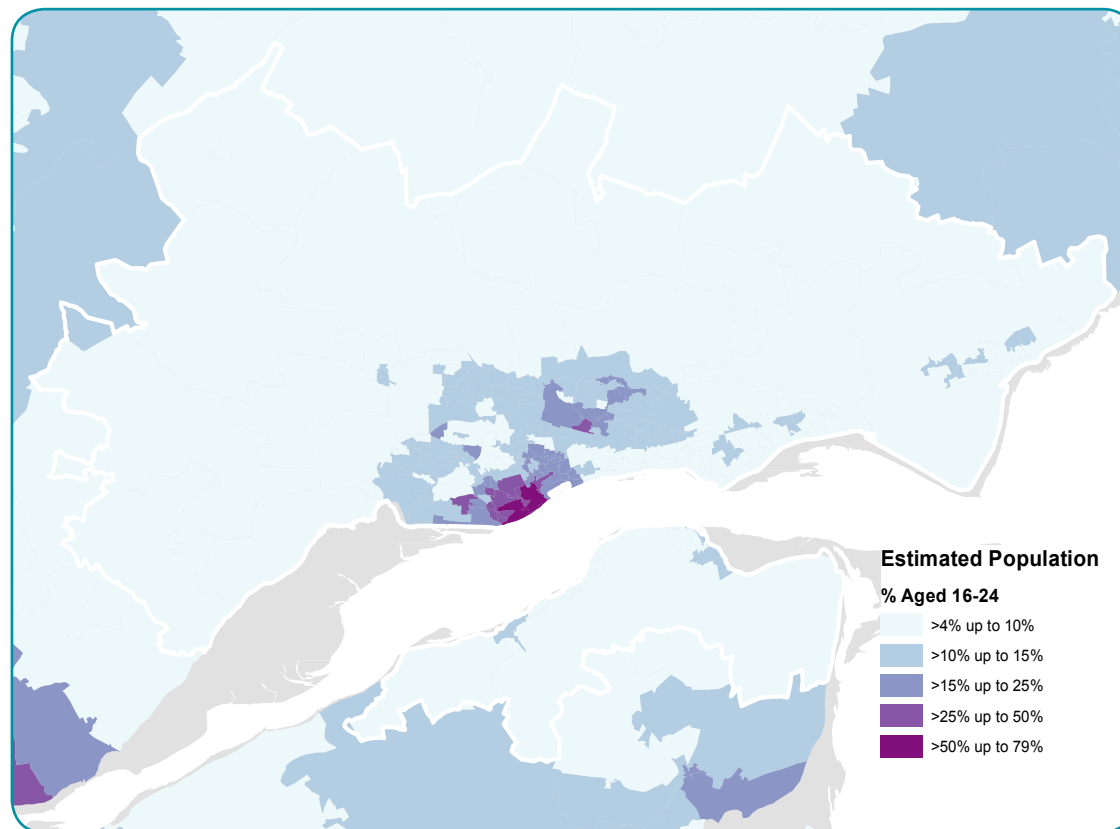 Estimated Population
% Aged 16-24
>4% up to 10%
>10% up to 15%
>15% up to 25%
>25% up to 50%
>50% up to 79%